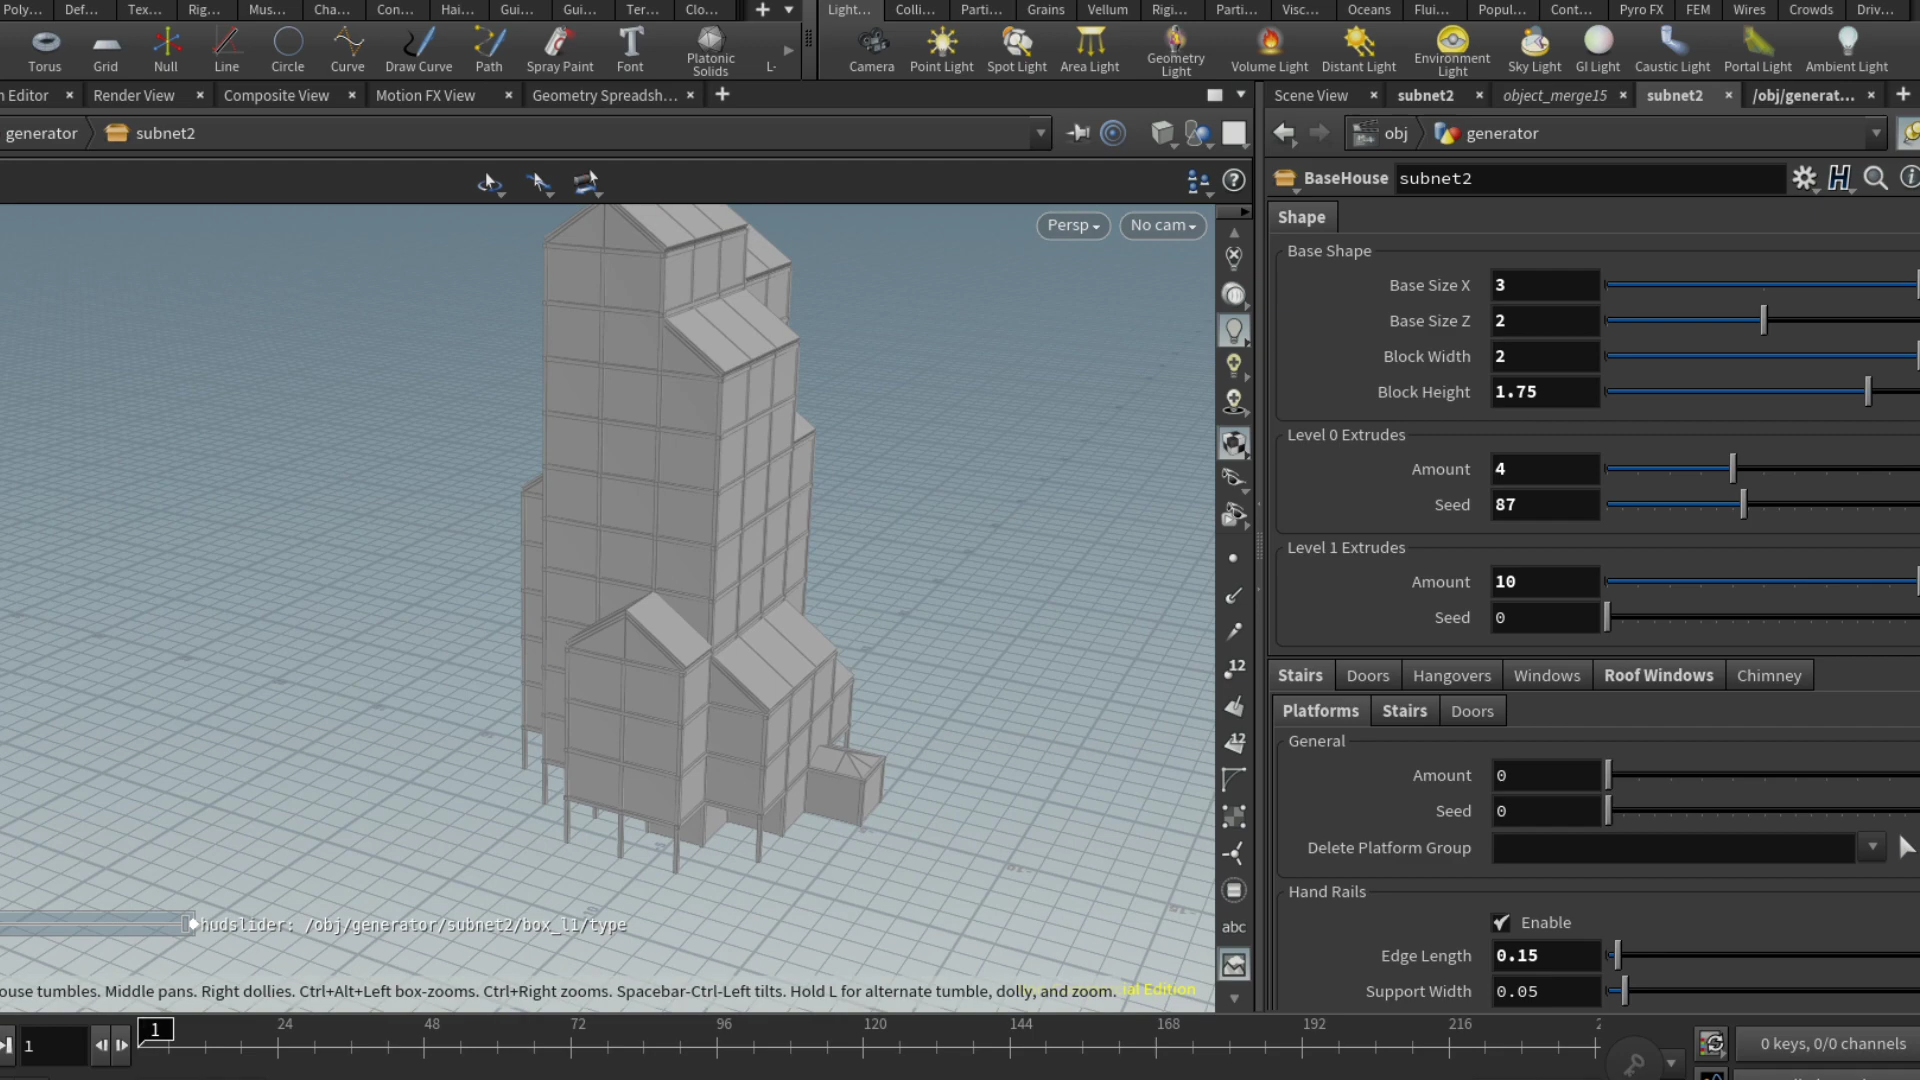 Poly... Def... Tex... Rig... Mus... Cha... Con... Hai... Gui... Gui... Ter... Clo... Light... Colli... Parti... Grains Vellum Rigi... Parti... Visc... Oceans Flui... Popul... Cont... Pyro FX FEM Wires Crowds Driv...
Torus Grid Null Line Circle Curve Draw Curve Path Spray Paint Font Platonic Solids L- Camera Point Light Spot Light Area Light Geometry Light Volume Light Distant Light Environment Light Sky Light GI Light Caustic Light Portal Light Ambient Light
n Editor Render View Composite View Motion FX View Geometry Spreadsh... Scene View subnet2 object_merge15 subnet2 /obj/generat...
generator subnet2 obj generator
BaseHouse subnet2
Persp No cam
Shape
Base Shape
Base Size X 3
Base Size Z 2
Block Width 2
Block Height 1.75
Level 0 Extrudes
Amount 4
Seed 87
Level 1 Extrudes
Amount 10
Seed 0
12
12
abc
Stairs Doors Hangovers Windows Roof Windows Chimney
Platforms Stairs Doors
General
Amount 0
Seed 0
Delete Platform Group
Hand Rails
Enable
Edge Length 0.15
Support Width 0.05
hudslider: /obj/generator/subnet2/box_l1/type
ouse tumbles. Middle pans. Right dollies. Ctrl+Alt+Left box-zooms. Ctrl+Right zooms. Spacebar-Ctrl-Left tilts. Hold L for alternate tumble, dolly, and zoom. ial Edition
1 1 24 48 72 96 120 144 168 192 216 2
0 keys, 0/0 channels